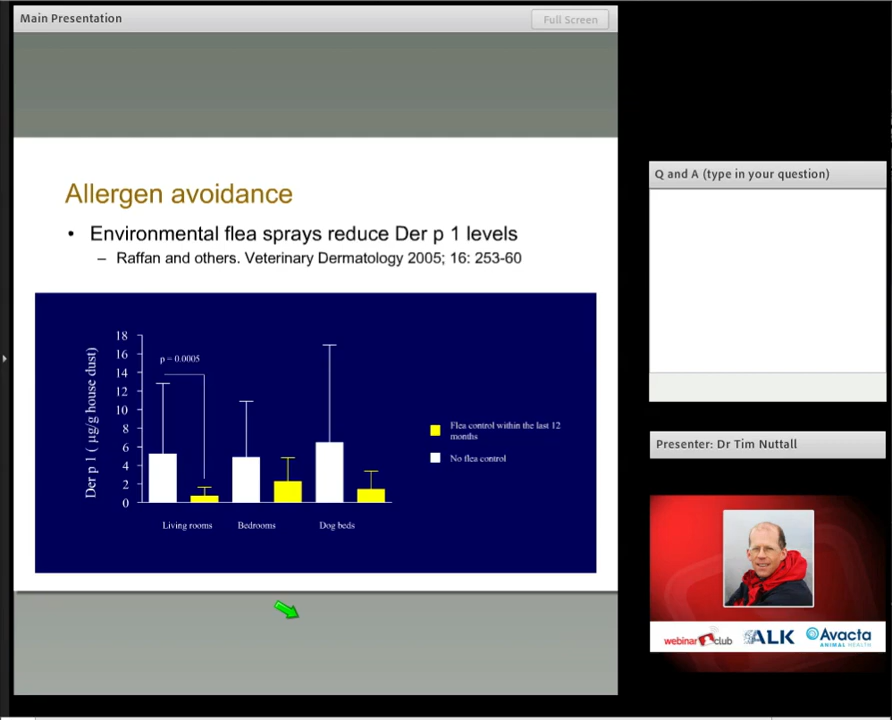 Main Presentation
Full Screen
Allergen avoidance
• Environmental flea sprays reduce Der p 1 levels
– Raffan and others. Veterinary Dermatology 2005; 16: 253-60
Der p 1 ( µg/g house dust)
18
16
14
12
10
8
6
4
2
0
p = 0.0005
Living rooms
Bedrooms
Dog beds
Flea control within the last 12
months
No flea control
Q and A (type in your question)
Presenter: Dr Tim Nuttall
webinar club
ALK
Avacta
ANIMAL HEALTH